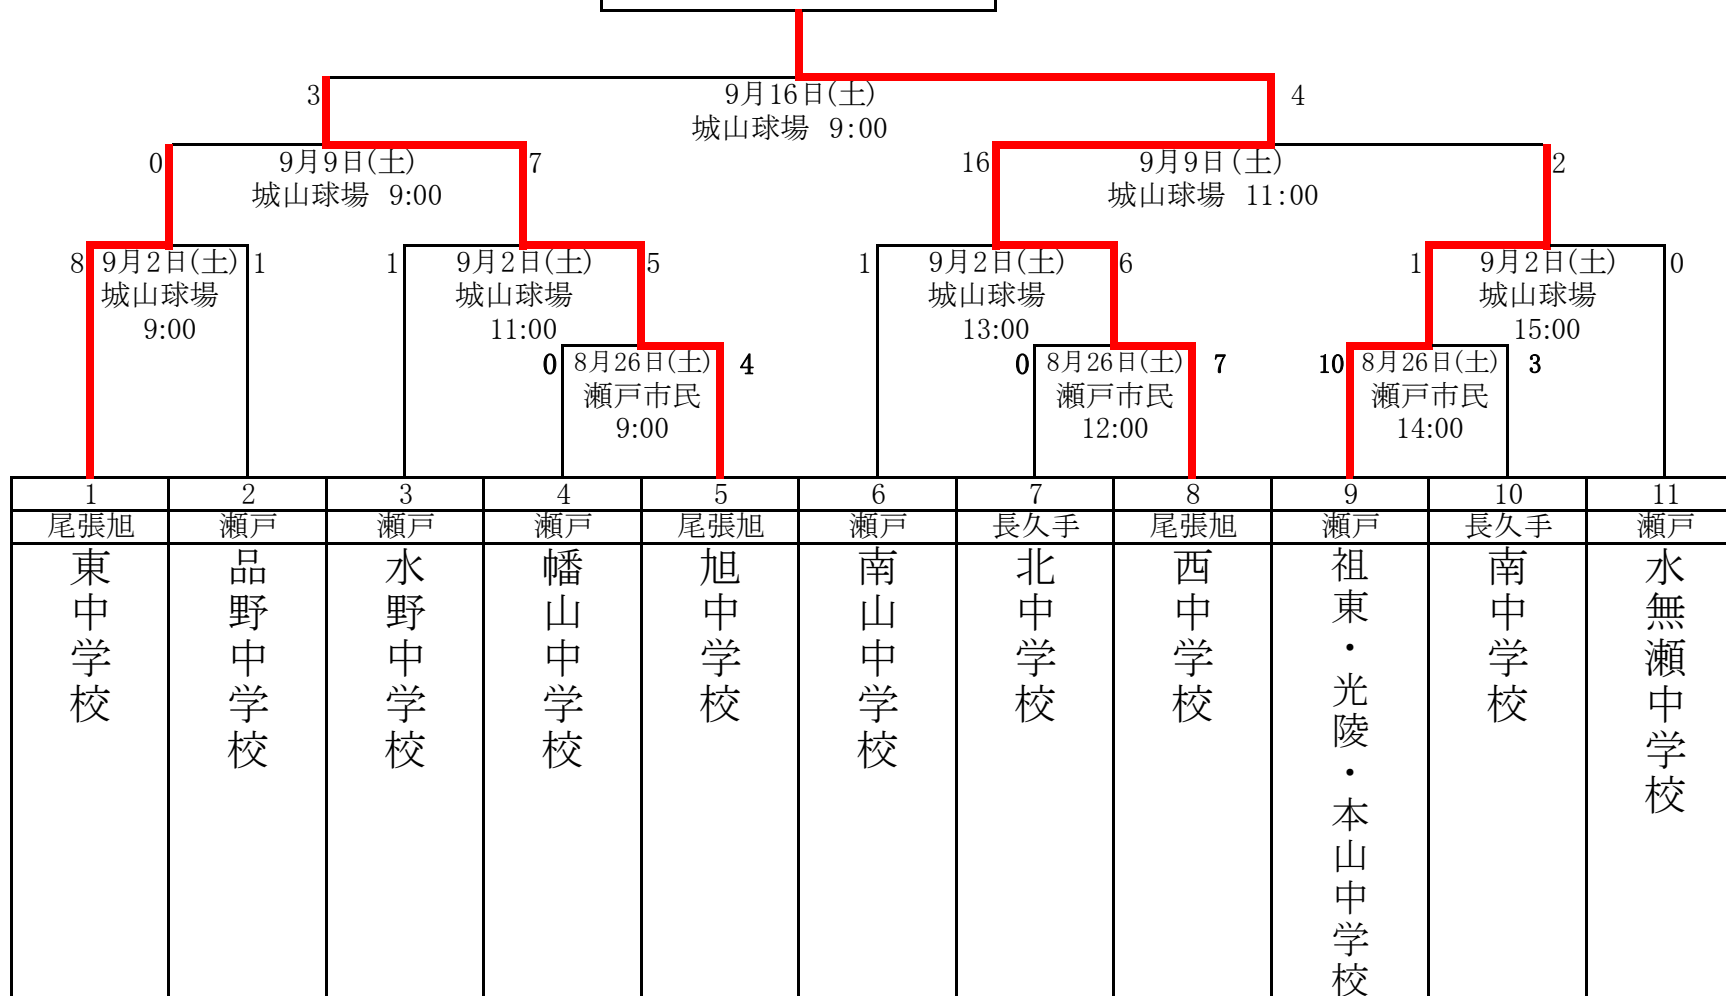 3 9月16日(土) 4
城山球場 9:00
0 9月9日(土) 7 16 9月9日(土) 2
城山球場 9:00 城山球場 11:00
8 9月2日(土) 1 1 9月2日(土) 5 1 9月2日(土) 6 1 9月2日(土) 0
城山球場 城山球場 城山球場 城山球場
9:00 11:00 13:00 15:00
0 8月26日(土) 4 0 8月26日(土) 7 10 8月26日(土) 3
瀬戸市民 瀬戸市民 瀬戸市民
9:00 12:00 14:00
1 2 3 4 5 6 7 8 9 10 11
尾張旭 瀬戸 瀬戸 瀬戸 尾張旭 瀬戸 長久手 尾張旭 瀬戸 長久手 瀬戸
東中学校
品野中学校
水野中学校
幡山中学校
旭中学校
南山中学校
北中学校
西中学校
祖東・光陵・本山中学校
南中学校
水無瀬中学校